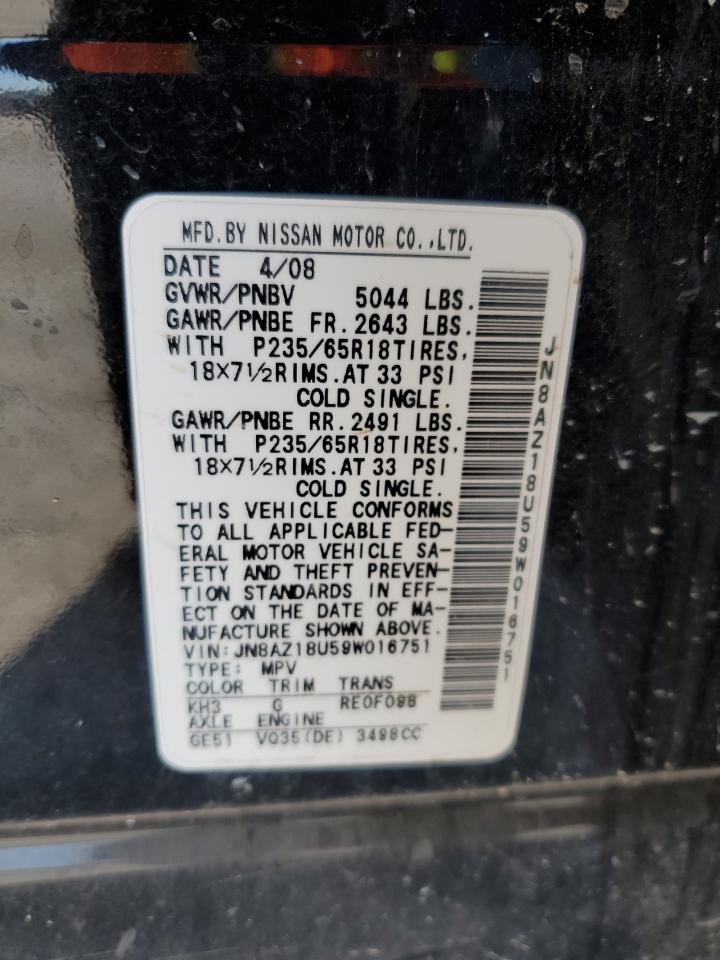 MFD.BY NISSAN MOTOR CO.,LTD.
DATE 4/08
GVWR/PNBV 5044 LBS.
GAWR/PNBE FR.2643 LBS.
WITH P235/65R18TIRES,
18×7½RIMS.AT 33 PSI
COLD SINGLE.
GAWR/PNBE RR.2491 LBS.
WITH P235/65R18TIRES,
18×7½RIMS.AT 33 PSI
COLD SINGLE.
THIS VEHICLE CONFORMS
TO ALL APPLICABLE FED-
ERAL MOTOR VEHICLE SA-
FETY AND THEFT PREVEN-
TION STANDARDS IN EFF-
ECT ON THE DATE OF MA-
NUFACTURE SHOWN ABOVE.
VIN:JN8AZ18U59W016751
TYPE: MPV
COLOR TRIM TRANS
KH3 G RE0F09B
AXLE ENGINE
GE51 VQ35(DE) 3498CC
JN8AZ18U59W016751